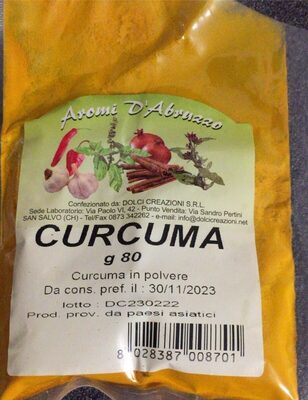 Aromi D'Abruzzo
Confezionato da: DOLCI CREAZIONI S.R.L.
Sede Laboratorio: Via Paolo VI, 42 - Punto Vendita: Via Sandro Pertini
SAN SALVO (CH) - Tel/Fax 0873 342262 - e-mail: info@dolcicreazioni.net
CURCUMA
g 80
Curcuma in polvere
Da cons. pref. il : 30/11/2023
lotto : DC230222
Prod. prov. da paesi asiatici
8 028387 008701